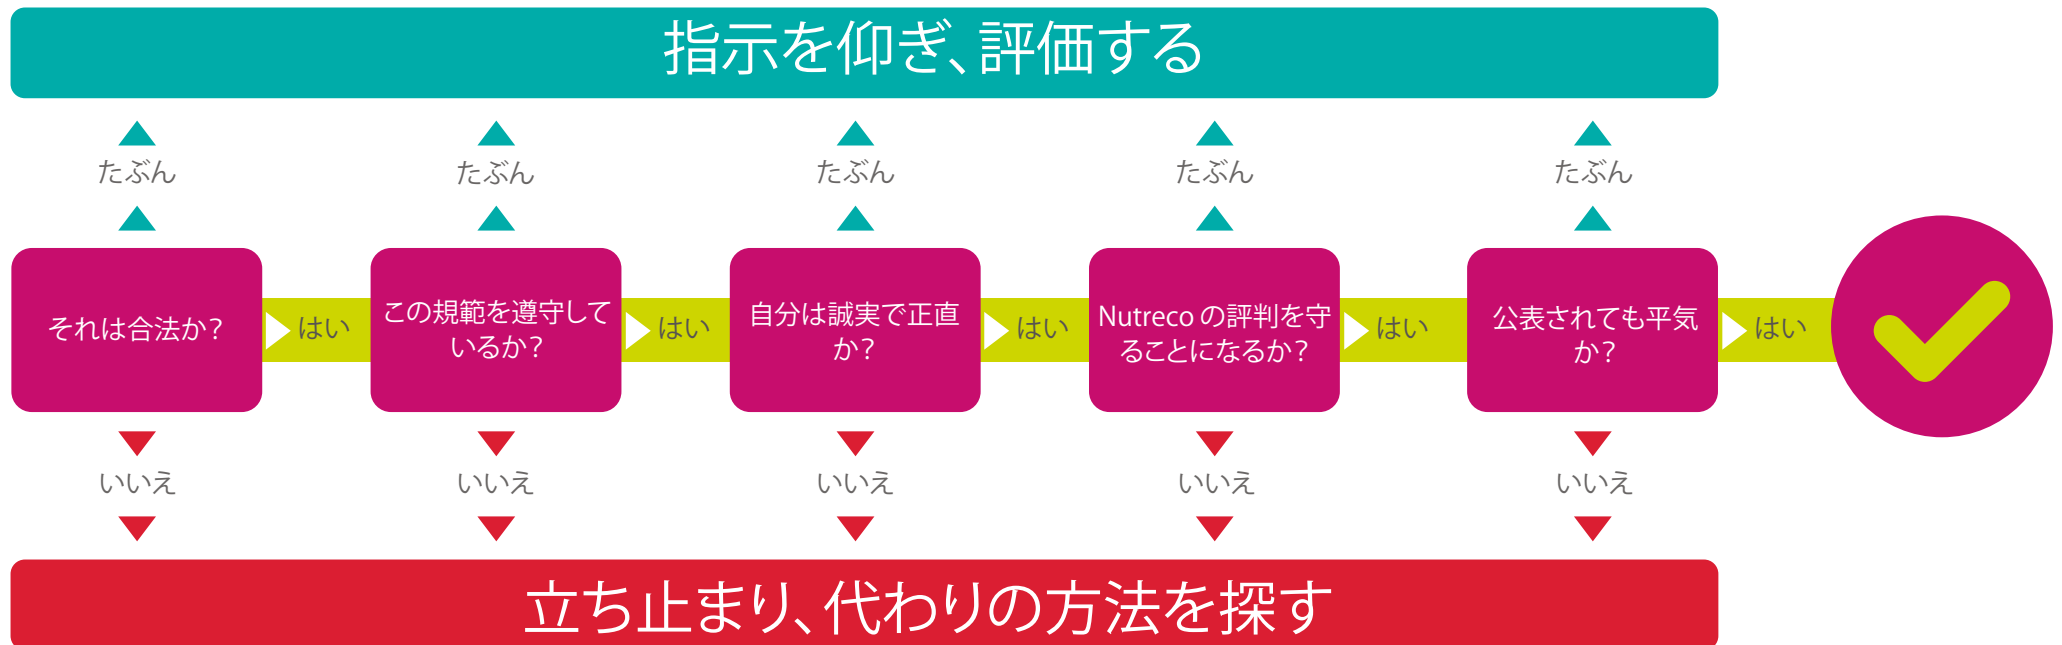 指示を仰ぎ、評価する
たぶん
たぶん
たぶん
たぶん
たぶん
それは合法か？
はい
この規範を遵守して
いるか？
はい
自分は誠実で正直
か？
はい
Nutreco の評判を守
ることになるか？
はい
公表されても平気
か？
はい
いいえ
いいえ
いいえ
いいえ
いいえ
立ち止まり、代わりの方法を探す